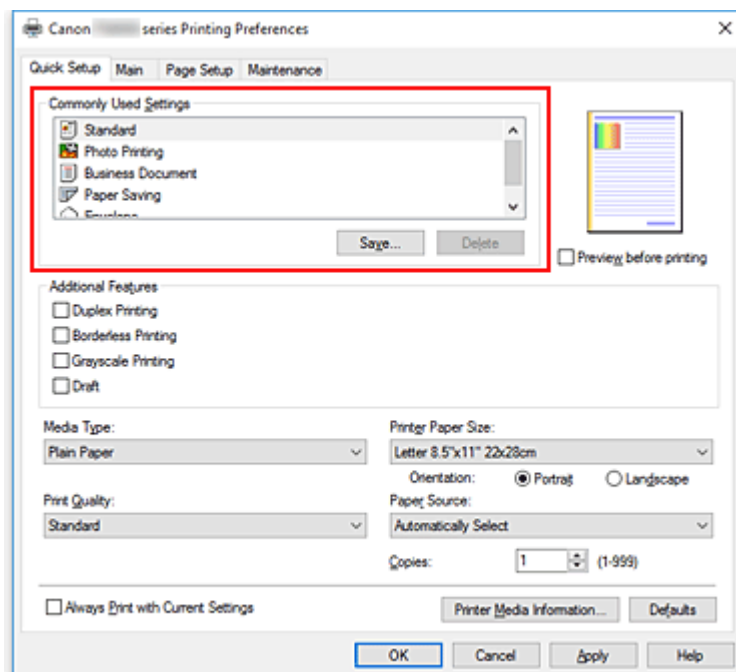 Canon series Printing Preferences
Quick Setup Main Page Setup Maintenance
Commonly Used Settings
Standard
Photo Printing
Business Document
Paper Saving
Envelope
Save... Delete
Preview before printing
Additional Features
Duplex Printing
Borderless Printing
Grayscale Printing
Draft
Media Type: Printer Paper Size:
Plain Paper Letter 8.5"x11" 22x28cm
Orientation: Portrait Landscape
Print Quality: Paper Source:
Standard Automatically Select
Copies: 1 (1-999)
Always Print with Current Settings Printer Media Information... Defaults
OK Cancel Apply Help